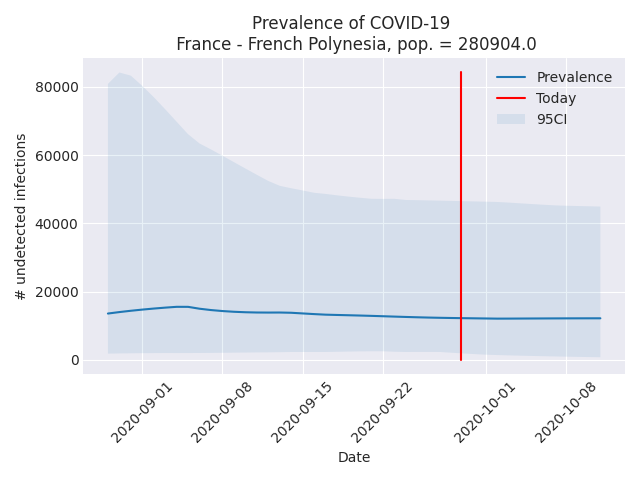 Prevalence of COVID-19
France - French Polynesia, pop. = 280904.0
Prevalence
Today
95CI
80000
60000
40000
20000
0
# undetected infections
2020-09-01
2020-09-08
2020-09-15
2020-09-22
2020-10-01
2020-10-08
Date